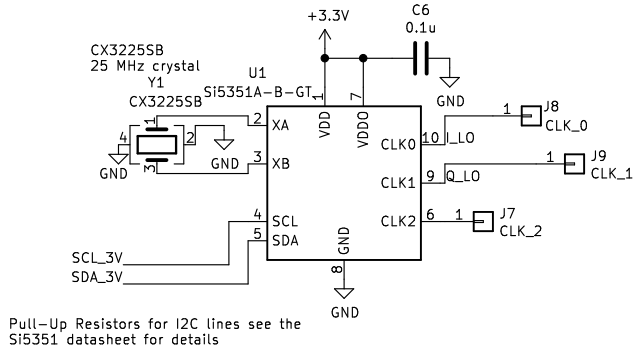 +3.3V
C6
0.1u
GND
CX3225SB
25 MHz crystal
Y1
CX3225SB
1
4
2
3
GND
GND
U1
Si5351A-B-GT
1
7
VDD
VDDO
2 XA
3 XB
4 SCL
5 SDA
SCL_3V
SDA_3V
CLK0 10 I_LO 1 J8
CLK_0
CLK1 9 Q_LO 1 J9
CLK_1
CLK2 6 1 J7
CLK_2
GND
8
GND
Pull-Up Resistors for I2C lines see the
Si5351 datasheet for details